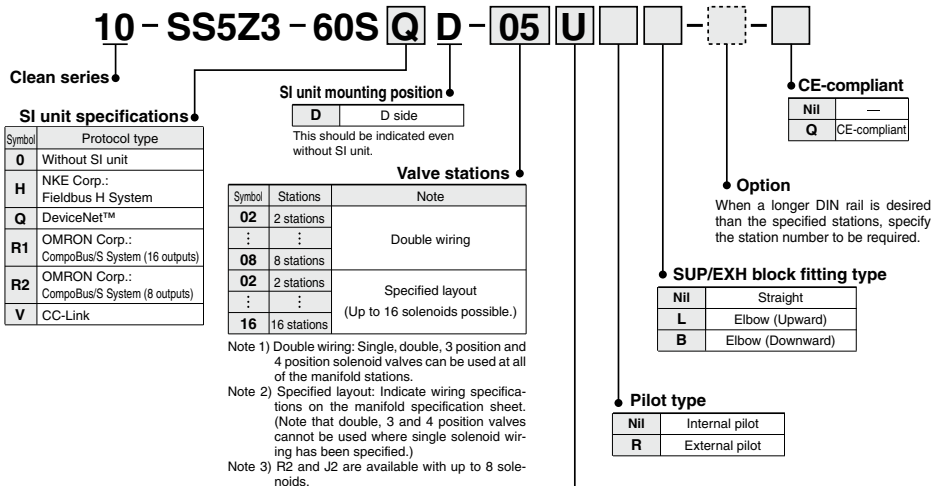 10 - SS5Z3 - 60S Q D - 05 U - -
Clean series
SI unit specifications
Symbol Protocol type
0 Without SI unit
H NKE Corp.:
Fieldbus H System
Q DeviceNet™
R1 OMRON Corp.:
CompoBus/S System (16 outputs)
R2 OMRON Corp.:
CompoBus/S System (8 outputs)
V CC-Link
SI unit mounting position
D D side
This should be indicated even
without SI unit.
Valve stations
Symbol Stations Note
02 2 stations
⋮ ⋮ Double wiring
08 8 stations
02 2 stations
⋮ ⋮ Specified layout
(Up to 16 solenoids possible.)
16 16 stations
Note 1) Double wiring: Single, double, 3 position and
4 position solenoid valves can be used at all
of the manifold stations.
Note 2) Specified layout: Indicate wiring specifica-
tions on the manifold specification sheet.
(Note that double, 3 and 4 position valves
cannot be used where single solenoid wir-
ing has been specified.)
Note 3) R2 and J2 are available with up to 8 sole-
noids.
CE-compliant
Nil —
Q CE-compliant
Option
When a longer DIN rail is desired
than the specified stations, specify
the station number to be required.
SUP/EXH block fitting type
Nil Straight
L Elbow (Upward)
B Elbow (Downward)
Pilot type
Nil Internal pilot
R External pilot